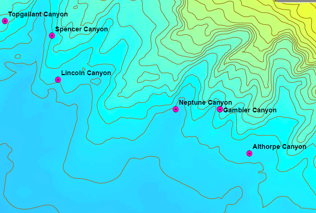 Topgallant Canyon
Spencer Canyon
Lincoln Canyon
Neptune Canyon
Gambier Canyon
Althorpe Canyon